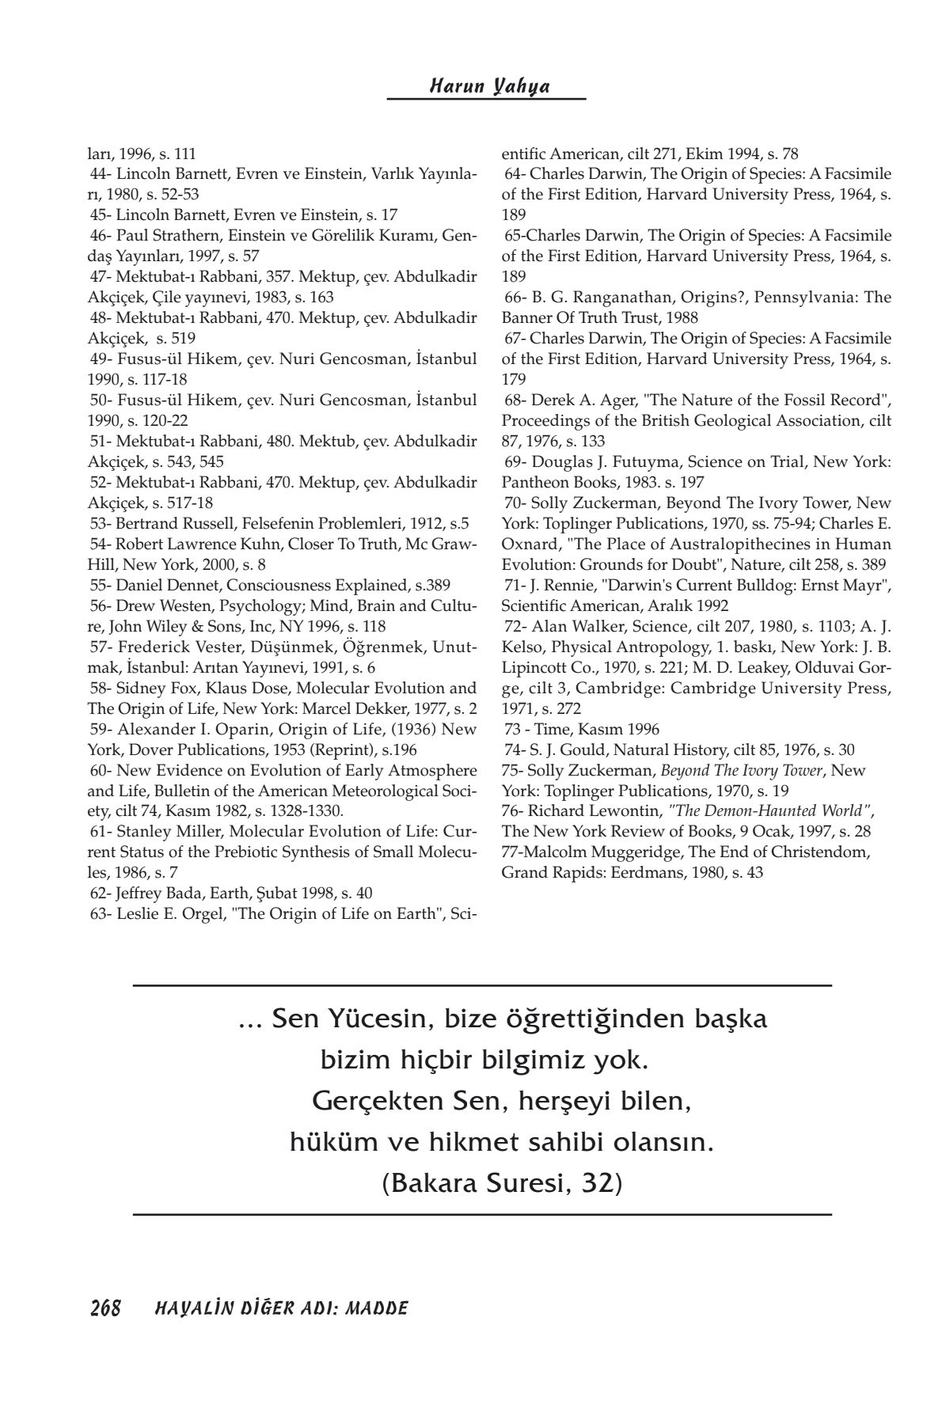 Harun Yahya
ları, 1996, s. 111
44- Lincoln Barnett, Evren ve Einstein, Varlık Yayınla-
rı, 1980, s. 52-53
45- Lincoln Barnett, Evren ve Einstein, s. 17
46- Paul Strathern, Einstein ve Görelilik Kuramı, Gen-
daş Yayınları, 1997, s. 57
47- Mektubat-ı Rabbani, 357. Mektup, çev. Abdulkadir
Akçiçek, Çile yayınevi, 1983, s. 163
48- Mektubat-ı Rabbani, 470. Mektup, çev. Abdulkadir
Akçiçek, s. 519
49- Fusus-ül Hikem, çev. Nuri Gencosman, İstanbul
1990, s. 117-18
50- Fusus-ül Hikem, çev. Nuri Gencosman, İstanbul
1990, s. 120-22
51- Mektubat-ı Rabbani, 480. Mektub, çev. Abdulkadir
Akçiçek, s. 543, 545
52- Mektubat-ı Rabbani, 470. Mektup, çev. Abdulkadir
Akçiçek, s. 517-18
53- Bertrand Russell, Felsefenin Problemleri, 1912, s.5
54- Robert Lawrence Kuhn, Closer To Truth, Mc Graw-
Hill, New York, 2000, s. 8
55- Daniel Dennet, Consciousness Explained, s.389
56- Drew Westen, Psychology; Mind, Brain and Cultu-
re, John Wiley & Sons, Inc, NY 1996, s. 118
57- Frederick Vester, Düşünmek, Öğrenmek, Unut-
mak, İstanbul: Arıtan Yayınevi, 1991, s. 6
58- Sidney Fox, Klaus Dose, Molecular Evolution and
The Origin of Life, New York: Marcel Dekker, 1977, s. 2
59- Alexander I. Oparin, Origin of Life, (1936) New
York, Dover Publications, 1953 (Reprint), s.196
60- New Evidence on Evolution of Early Atmosphere
and Life, Bulletin of the American Meteorological Soci-
ety, cilt 74, Kasım 1982, s. 1328-1330.
61- Stanley Miller, Molecular Evolution of Life: Cur-
rent Status of the Prebiotic Synthesis of Small Molecu-
les, 1986, s. 7
62- Jeffrey Bada, Earth, Şubat 1998, s. 40
63- Leslie E. Orgel, "The Origin of Life on Earth", Sci-
entific American, cilt 271, Ekim 1994, s. 78
64- Charles Darwin, The Origin of Species: A Facsimile
of the First Edition, Harvard University Press, 1964, s.
189
65-Charles Darwin, The Origin of Species: A Facsimile
of the First Edition, Harvard University Press, 1964, s.
189
66- B. G. Ranganathan, Origins?, Pennsylvania: The
Banner Of Truth Trust, 1988
67- Charles Darwin, The Origin of Species: A Facsimile
of the First Edition, Harvard University Press, 1964, s.
179
68- Derek A. Ager, "The Nature of the Fossil Record",
Proceedings of the British Geological Association, cilt
87, 1976, s. 133
69- Douglas J. Futuyma, Science on Trial, New York:
Pantheon Books, 1983. s. 197
70- Solly Zuckerman, Beyond The Ivory Tower, New
York: Toplinger Publications, 1970, ss. 75-94; Charles E.
Oxnard, "The Place of Australopithecines in Human
Evolution: Grounds for Doubt", Nature, cilt 258, s. 389
71- J. Rennie, "Darwin's Current Bulldog: Ernst Mayr",
Scientific American, Aralık 1992
72- Alan Walker, Science, cilt 207, 1980, s. 1103; A. J.
Kelso, Physical Antropology, 1. baskı, New York: J. B.
Lipincott Co., 1970, s. 221; M. D. Leakey, Olduvai Gor-
ge, cilt 3, Cambridge: Cambridge University Press,
1971, s. 272
73 - Time, Kasım 1996
74- S. J. Gould, Natural History, cilt 85, 1976, s. 30
75- Solly Zuckerman, Beyond The Ivory Tower, New
York: Toplinger Publications, 1970, s. 19
76- Richard Lewontin, "The Demon-Haunted World",
The New York Review of Books, 9 Ocak, 1997, s. 28
77-Malcolm Muggeridge, The End of Christendom,
Grand Rapids: Eerdmans, 1980, s. 43
... Sen Yücesin, bize öğrettiğinden başka
bizim hiçbir bilgimiz yok.
Gerçekten Sen, herşeyi bilen,
hüküm ve hikmet sahibi olansın.
(Bakara Suresi, 32)
268 HAYALİN DİĞER ADI: MADDE